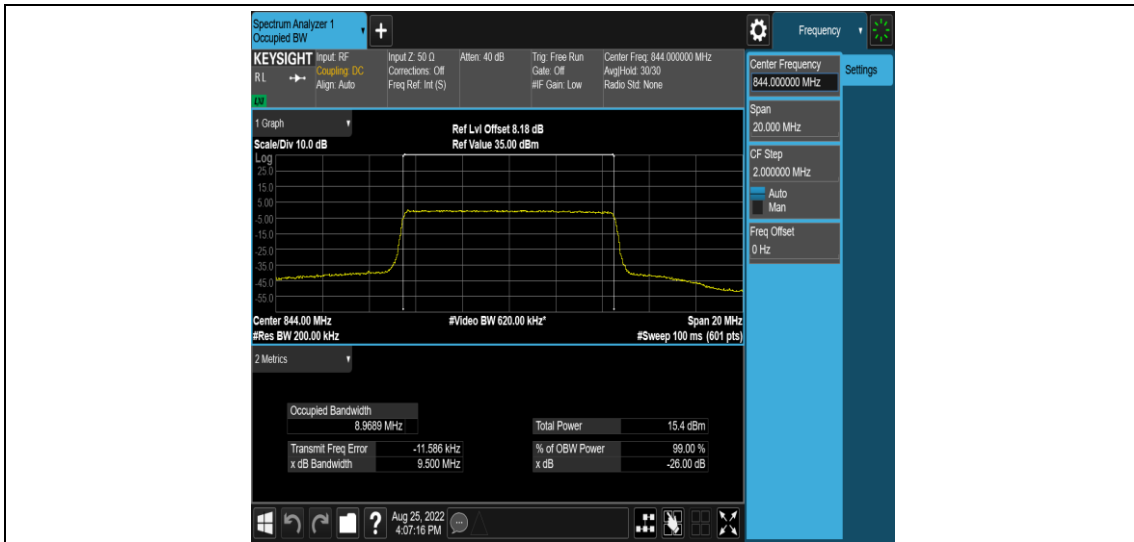 Spectrum Analyzer 1
Occupied BW
+
Frequency
KEYSIGHT
RL
LXI
Input: RF
Coupling: DC
Align: Auto
Input Z: 50 Ω
Corrections: Off
Freq Ref: Int (S)
Atten: 40 dB
Trig: Free Run
Gate: Off
#IF Gain: Low
Center Freq: 844.000000 MHz
Avg|Hold: 30/30
Radio Std: None
Center Frequency
844.000000 MHz
Settings
Span
20.000 MHz
CF Step
2.000000 MHz
Auto
Man
Freq Offset
0 Hz
1 Graph
Scale/Div 10.0 dB
Ref Lvl Offset 8.18 dB
Ref Value 35.00 dBm
Log
25.0
15.0
5.00
-5.00
-15.0
-25.0
-35.0
-45.0
-55.0
Center 844.00 MHz
#Video BW 620.00 kHz*
Span 20 MHz
#Res BW 200.00 kHz
#Sweep 100 ms (601 pts)
2 Metrics
Occupied Bandwidth
8.9689 MHz
Total Power 15.4 dBm
Transmit Freq Error -11.586 kHz
% of OBW Power 99.00 %
x dB Bandwidth 9.500 MHz
x dB -26.00 dB
?
Aug 25, 2022
4:07:16 PM